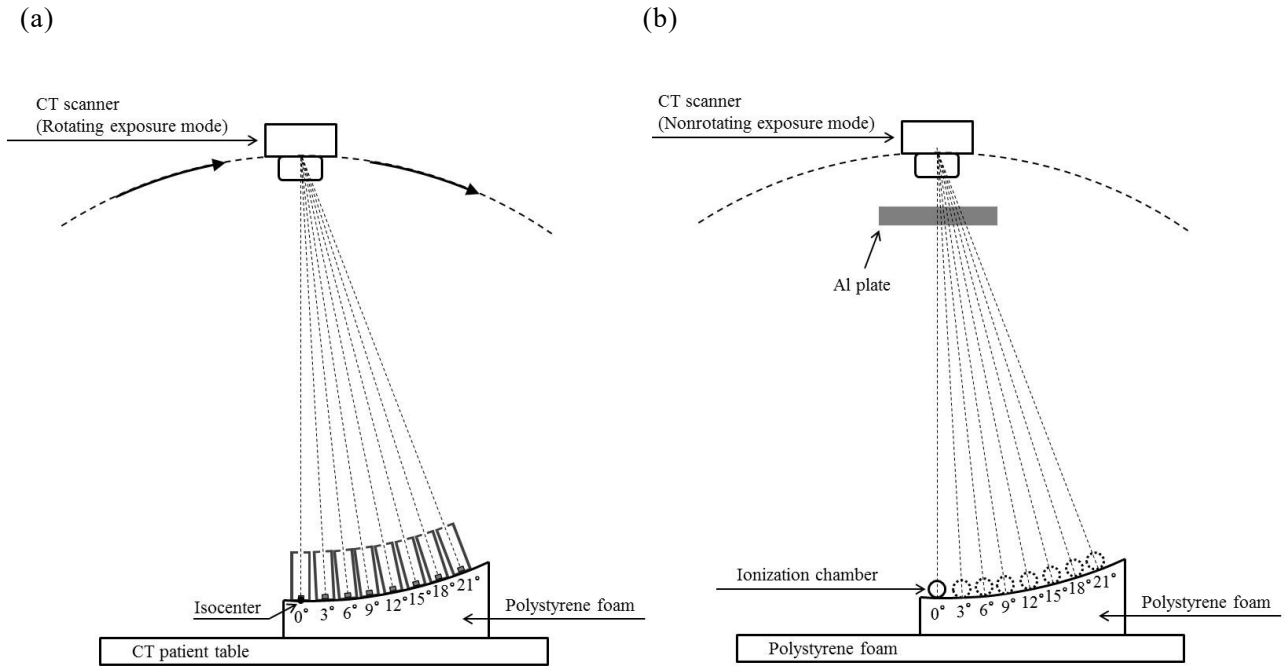 (a)
CT scanner
(Rotating exposure mode)
Isocenter
0° 3° 6° 9° 12° 15° 18° 21°
Polystyrene foam
CT patient table
(b)
CT scanner
(Nonrotating exposure mode)
Al plate
Ionization chamber
0° 3° 6° 9° 12° 15° 18° 21°
Polystyrene foam
Polystyrene foam